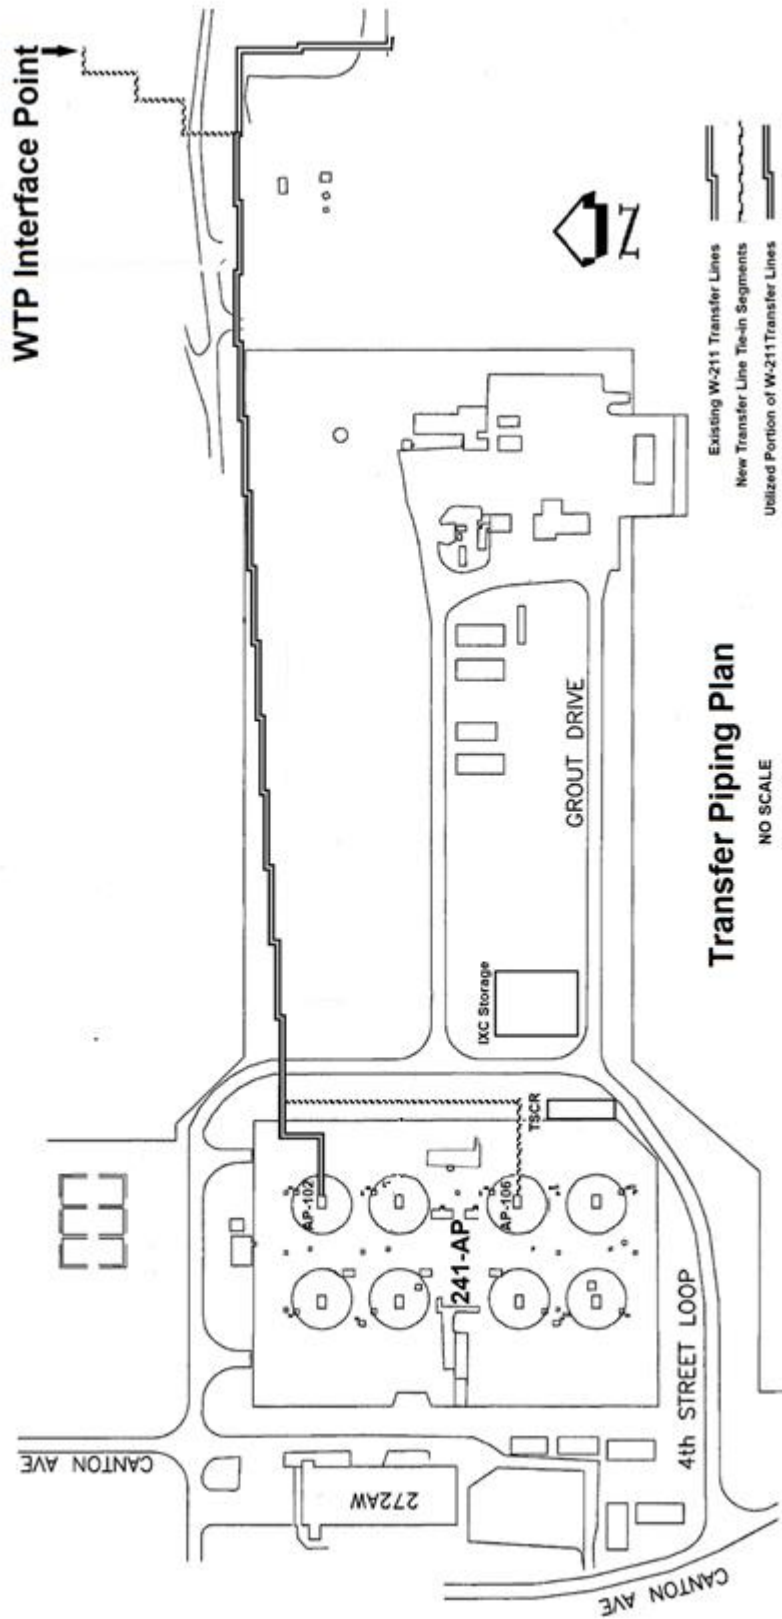 WTP Interface Point
N
Existing W-211 Transfer Lines
New Transfer Line Tie-in Segments
Utilized Portion of W-211Transfer Lines
GROUT DRIVE
Transfer Piping Plan
NO SCALE
IXC Storage
TSCR
AP-102
AP-106
241-AP
4th STREET LOOP
CANTON AVE
272AW
CANTON AVE